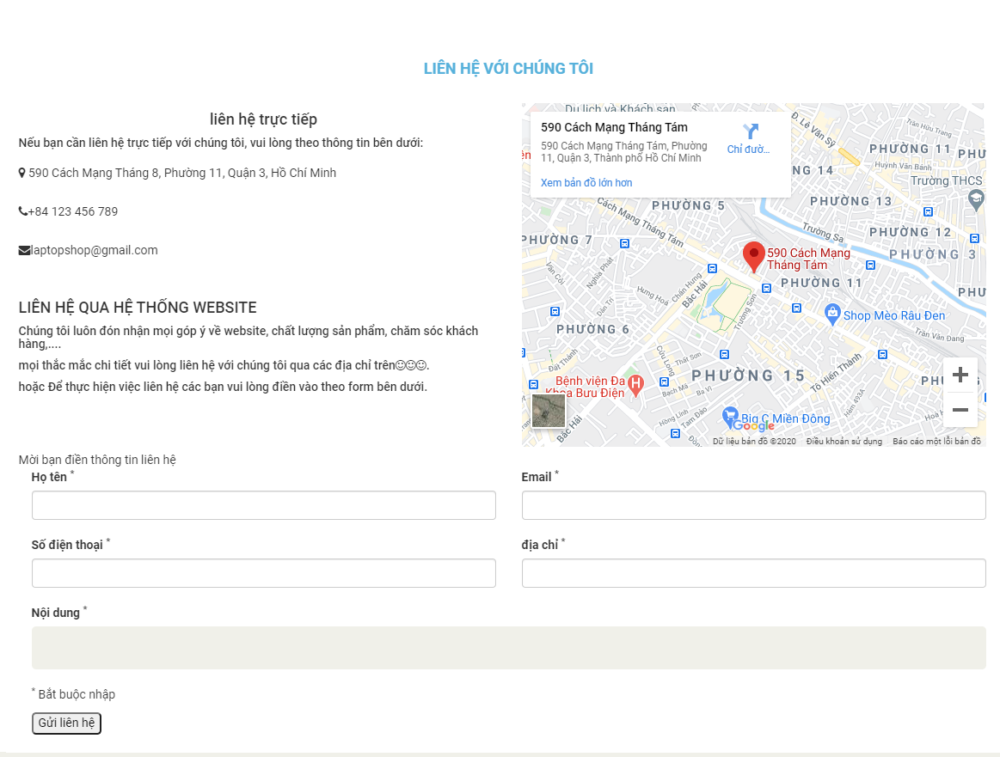 LIÊN HỆ VỚI CHÚNG TÔI
liên hệ trực tiếp
Nếu bạn cần liên hệ trực tiếp với chúng tôi, vui lòng theo thông tin bên dưới:
590 Cách Mạng Tháng 8, Phường 11, Quận 3, Hồ Chí Minh
+84 123 456 789
laptopshop@gmail.com
LIÊN HỆ QUA HỆ THỐNG WEBSITE
Chúng tôi luôn đón nhận mọi góp ý về website, chất lượng sản phẩm, chăm sóc khách
hàng,....
mọi thắc mắc chi tiết vui lòng liên hệ với chúng tôi qua các địa chỉ trên☺☺☺.
hoặc Để thực hiện việc liên hệ các bạn vui lòng điền vào theo form bên dưới.
Du lịch và Khách sạn
590 Cách Mạng Tháng Tám
590 Cách Mạng Tháng Tám, Phường
11, Quận 3, Thành phố Hồ Chí Minh
Chỉ đườ...
Xem bản đồ lớn hơn
Đ. Lê Văn Sỹ
Trần Hữu Trang
PHƯỜNG 11
PHƯ
Huỳnh Văn Bánh
NG 14
Trường THCS
PHƯỜNG 13
PHƯỜNG 5
Cách Mạng Tháng Tám
Trường Sa
PHƯỜNG 12
PHƯỜNG 7
PHƯỜNG 3
590 Cách Mạng
Tháng Tám
Văn Côi
Nghĩa Phát
Chấn Hưng
Bắc Hải
Hưng Hoá
Dân Trí
PHƯỜNG 11
PHƯ
Trường Sơn
Shop Mèo Râu Đen
PHƯỜNG 6
Trần Văn Đang
Đất Thánh
Cửu Long
Thất Sơn
Tô Hiến Thành
PHƯỜNG 15
Bệnh viện Đa
Khoa Bưu Điện
Bạch Mã
Ba Vì
Hẻm 493A
Hồng Lĩnh
Tam Đảo
Bắc Hải
Big C Miền Đông
Google
Dữ liệu bản đồ ©2020
Điều khoản sử dụng
Báo cáo một lỗi bản đồ
Mời bạn điền thông tin liên hệ
Họ tên *
Email *
Số điện thoại *
địa chỉ *
Nội dung *
* Bắt buộc nhập
Gửi liên hệ